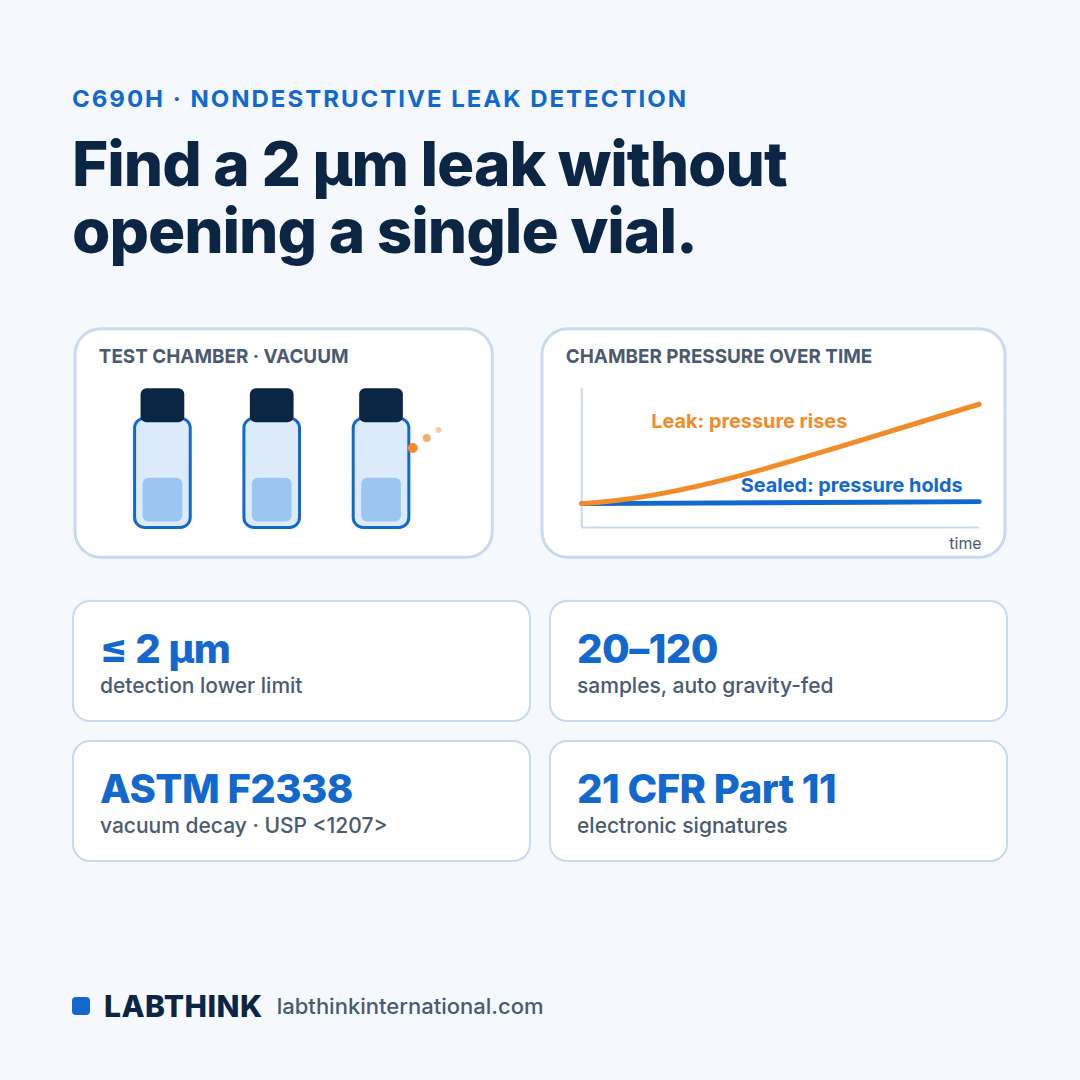 C690H · NONDESTRUCTIVE LEAK DETECTION
Find a 2 µm leak without
opening a single vial.
TEST CHAMBER · VACUUM
CHAMBER PRESSURE OVER TIME
Leak: pressure rises
Sealed: pressure holds
time
≤ 2 µm
detection lower limit
20–120
samples, auto gravity-fed
ASTM F2338
vacuum decay · USP <1207>
21 CFR Part 11
electronic signatures
LABTHINK labthinkinternational.com